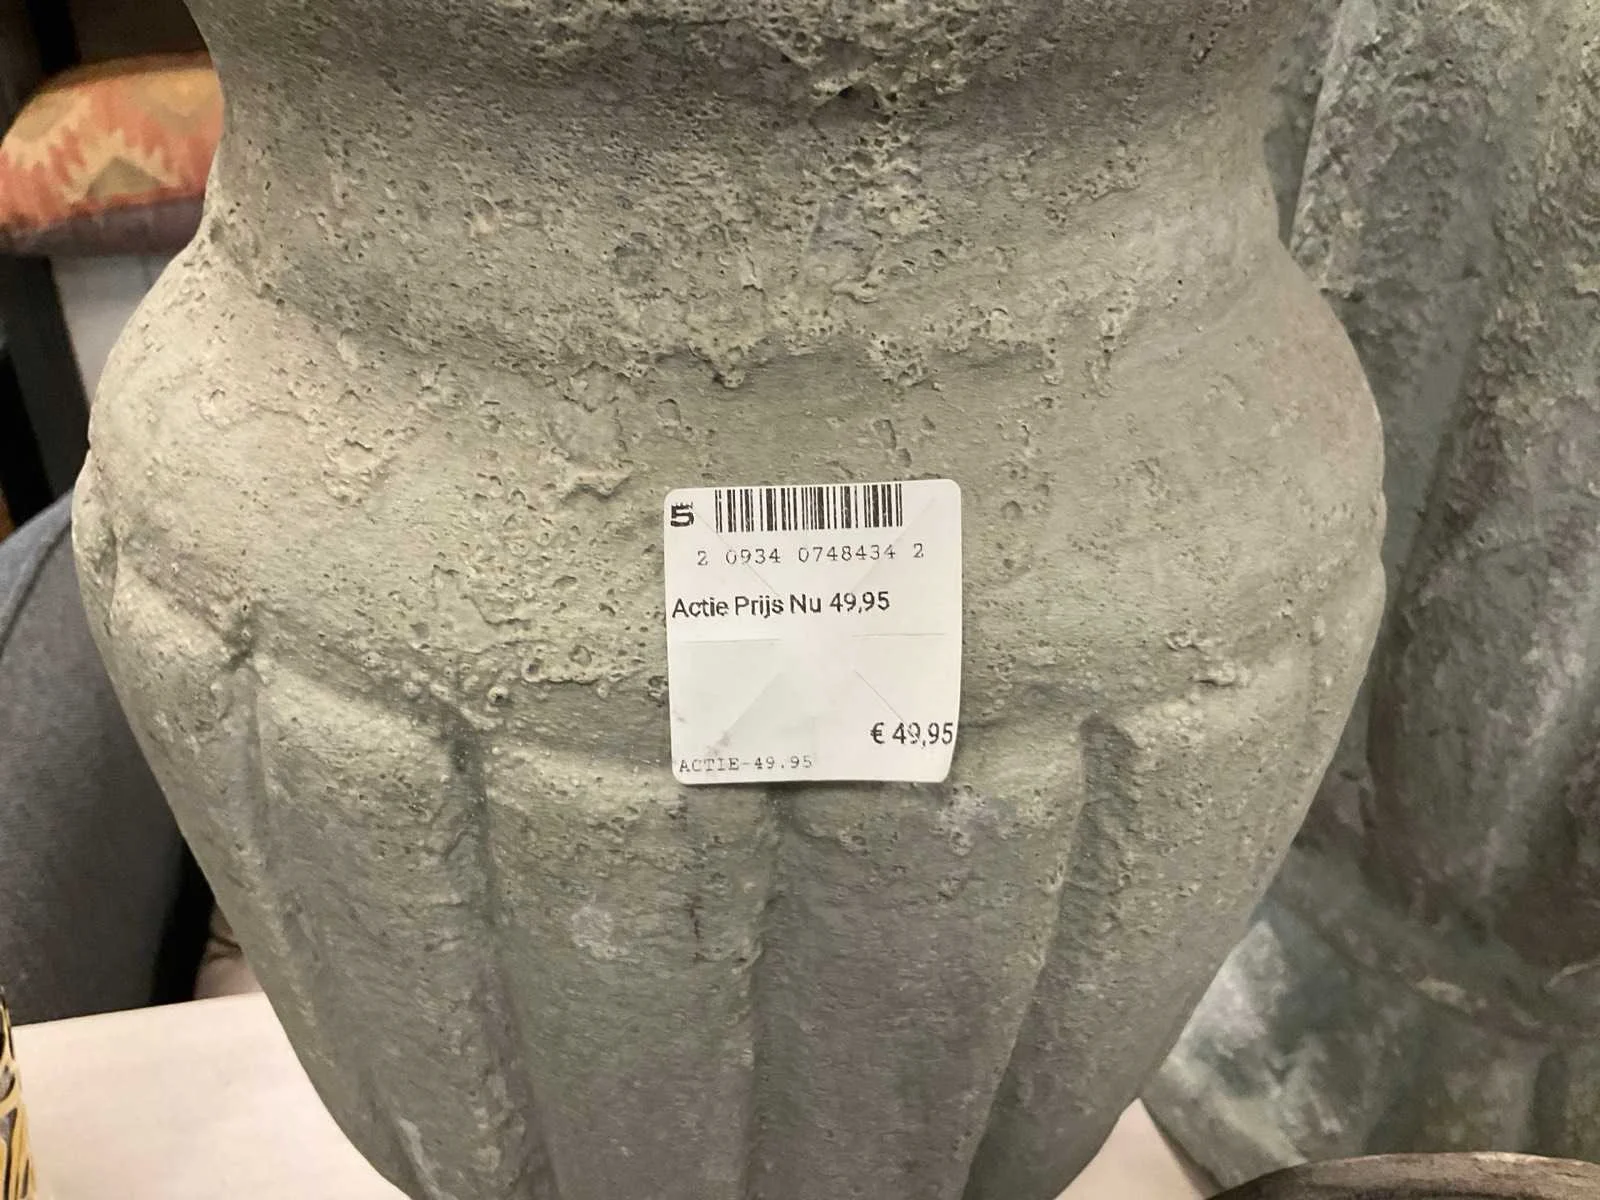 5
2 0934 0748434 2
Actie Prijs Nu 49,95
€ 49,95
ACTIE-49.95